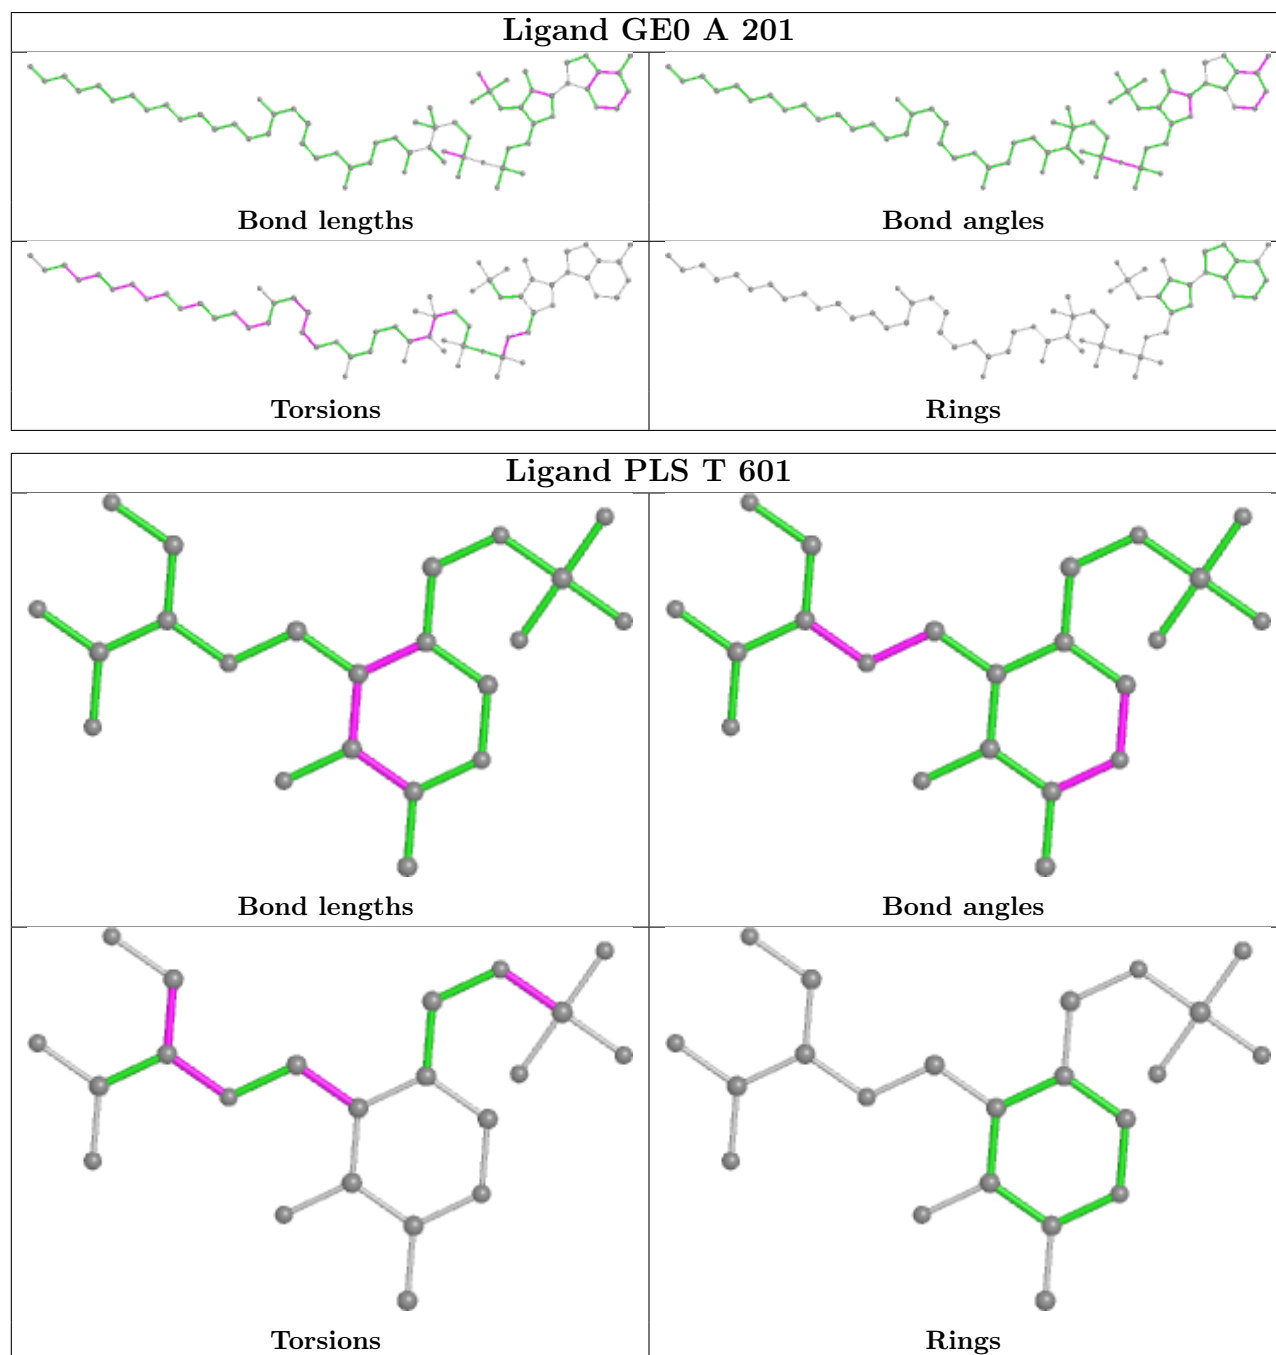 Ligand GE0 A 201
Bond lengths
Bond angles
Torsions
Rings
Ligand PLS T 601
Bond lengths
Bond angles
Torsions
Rings